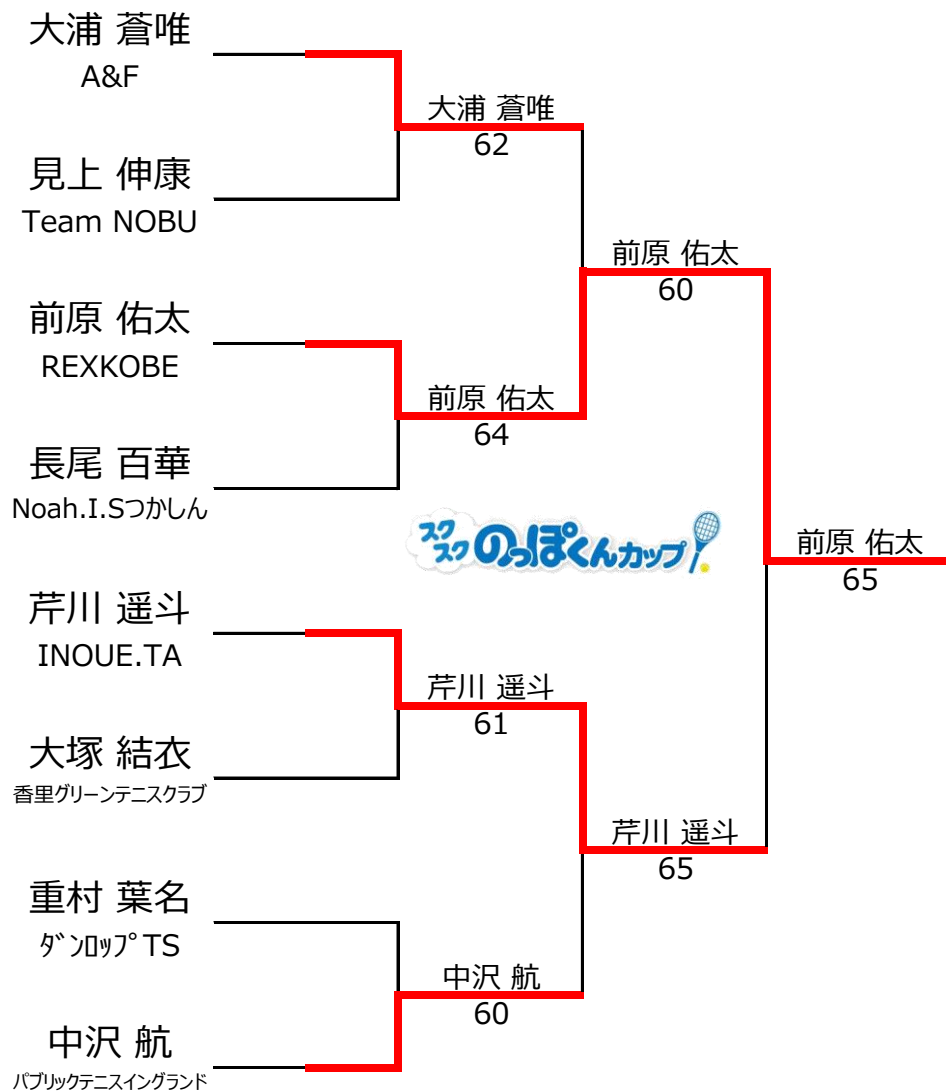 大浦 蒼唯
A&F
大浦 蒼唯
62
見上 伸康
Team NOBU
前原 佑太
60
前原 佑太
REXKOBE
前原 佑太
64
長尾 百華
Noah.I.Sつかしん
スクスク のっぽくんカップ
前原 佑太
65
芹川 遥斗
INOUE.TA
芹川 遥斗
61
大塚 結衣
香里グリーンテニスクラブ
芹川 遥斗
65
重村 葉名
ﾀﾞﾝﾛｯﾌﾟTS
中沢 航
60
中沢 航
パブリックテニスイングランド